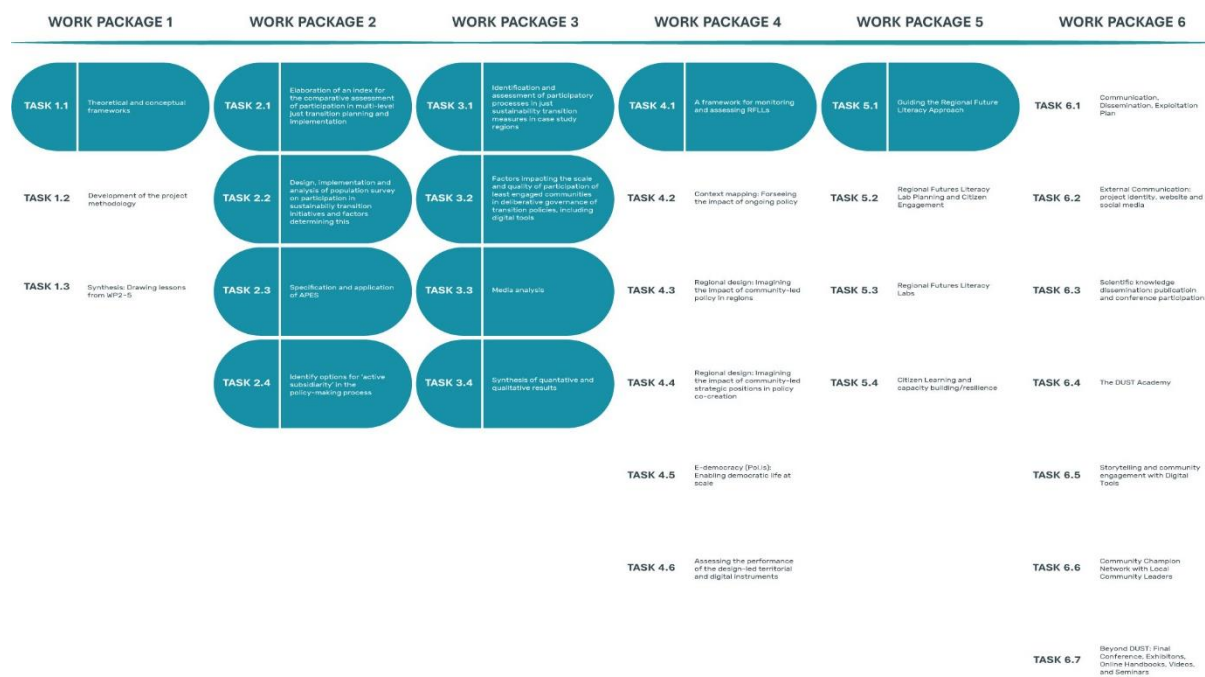 WORK PACKAGE 1
WORK PACKAGE 2
WORK PACKAGE 3
WORK PACKAGE 4
WORK PACKAGE 5
WORK PACKAGE 6
TASK 1.1
Theoretical and conceptual
frameworks
TASK 2.1
Elaboration of an index for
the comparative assessment
of participation in multi-level
just transition planning and
implementation
TASK 3.1
Identification and
assessment of participatory
processes in just
sustainability transition
measures in case study
regions
TASK 4.1
A framework for monitoring
and assessing RFLLs
TASK 5.1
Guiding the Regional Future
Literacy Approach
TASK 6.1
Communication,
Dissemination, Exploitation
Plan
TASK 1.2
Development of the project
methodology
TASK 2.2
Design, implementation and
analysis of population survey
on participation in
sustainabiity transition
initiatives and factors
determining this
TASK 3.2
Factors impacting the scale
and quality of participation of
least engaged communities
in deliberative governance of
transition policies, including
digital tools
TASK 4.2
Context mapping: Forseeing
the impact of ongoing policy
TASK 5.2
Regional Futures Literacy
Lab Planning and Citizen
Engagement
TASK 6.2
External Communication:
project identity, website and
social media
TASK 1.3
Synthesis: Drawing lessons
from WP2-5
TASK 2.3
Specification and application
of APES
TASK 3.3
Media analysis
TASK 4.3
Regional design: Imagining
the impact of community-led
policy in regions
TASK 5.3
Regional Futures Literacy
Labs
TASK 6.3
Scientific knowledge
dissemination: publicatioin
and conference participation
TASK 2.4
Identify options for 'active
subsidiarity' in the
policy-making process
TASK 3.4
Synthesis of quantative and
qualitative results
TASK 4.4
Regional design: Imagining
the impact of community-led
strategic positions in policy
co-creation
TASK 5.4
Citizen Learning and
capacity building/resilience
TASK 6.4
The DUST Academy
TASK 4.5
E-democracy (Pol.is):
Enabling democratic life at
scale
TASK 6.5
Storytelling and community
engagement with Digital
Tools
TASK 4.6
Assessing the performance
of the design-led territorial
and digital instruments
TASK 6.6
Community Champion
Network with Local
Community Leaders
TASK 6.7
Beyond DUST: Final
Conference, Exhibitons,
Online Handbooks, Videos,
and Seminars